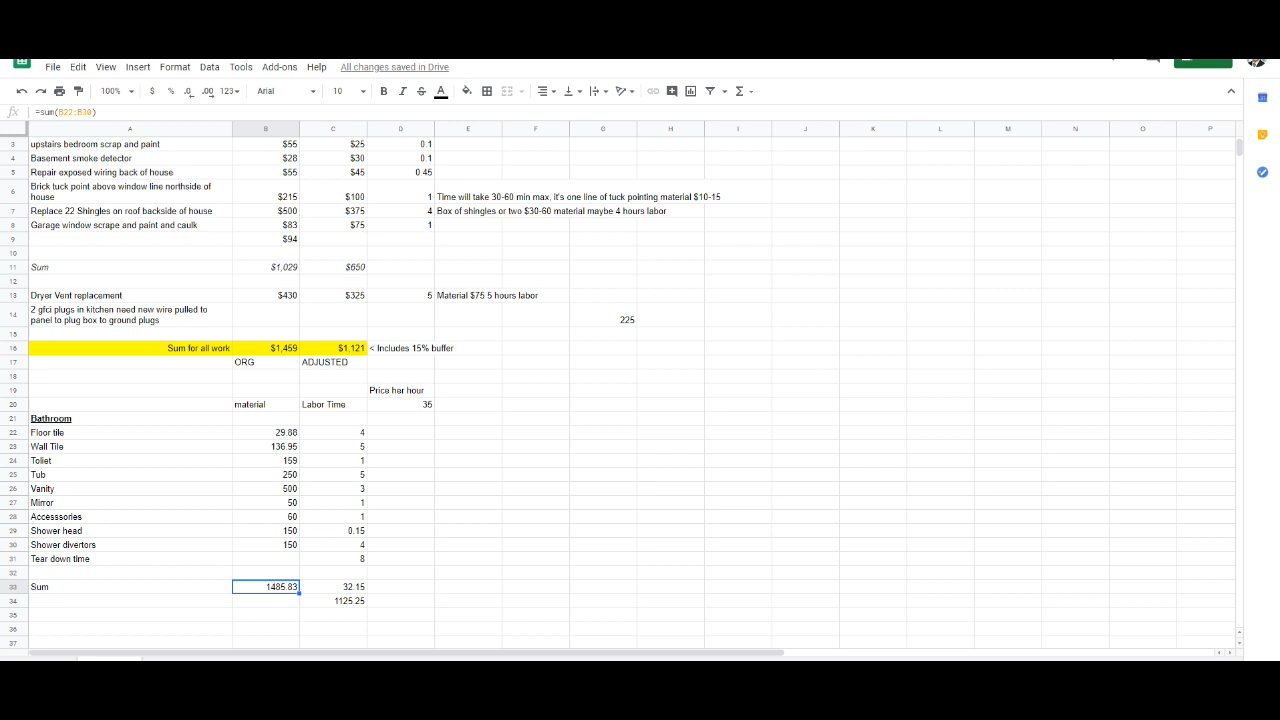 File Edit View Insert Format Data Tools Add-ons Help All changes saved in Drive
100% $ % .0 .00 123 Arial 10 B I S A
fx =sum(B22:B30)
A B C D E F G H I J K L M N O P
3 upstairs bedroom scrap and paint $55 $25 0.1
4 Basement smoke detector $28 $30 0.1
5 Repair exposed wiring back of house $55 $45 0.45
Brick tuck point above window line northside of
6 house $215 $100 1 Time will take 30-60 min max, it's one line of tuck pointing material $10-15
7 Replace 22 Shingles on roof backside of house $500 $375 4 Box of shingles or two $30-60 material maybe 4 hours labor
8 Garage window scrape and paint and caulk $83 $75 1
9 $94
10
11 Sum $1,029 $650
12
13 Dryer Vent replacement $430 $325 5 Material $75 5 hours labor
2 gfci plugs in kitchen need new wire pulled to
14 panel to plug box to ground plugs 225
15
16 Sum for all work $1,459 $1,121 < Includes 15% buffer
17 ORG ADJUSTED
18
19 Price her hour
20 material Labor Time 35
21 Bathroom
22 Floor tile 29.88 4
23 Wall Tile 136.95 5
24 Toliet 159 1
25 Tub 250 5
26 Vanity 500 3
27 Mirror 50 1
28 Accesssories 60 1
29 Shower head 150 0.15
30 Shower divertors 150 4
31 Tear down time 8
32
33 Sum 1485.83 32.15
34 1125.25
35
36
37